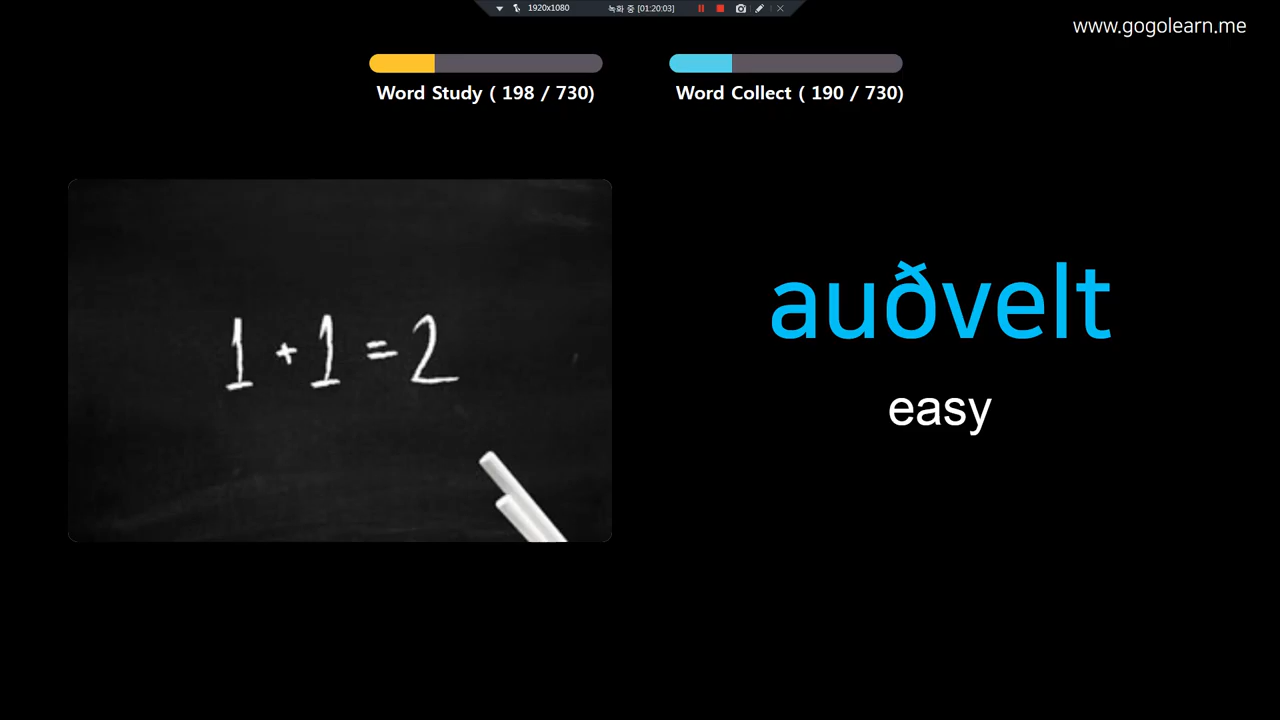 1920x1080 녹화 중 [01:20:03]
www.gogolearn.me
Word Study ( 198 / 730) Word Collect ( 190 / 730)
1 + 1 = 2
auðvelt
easy